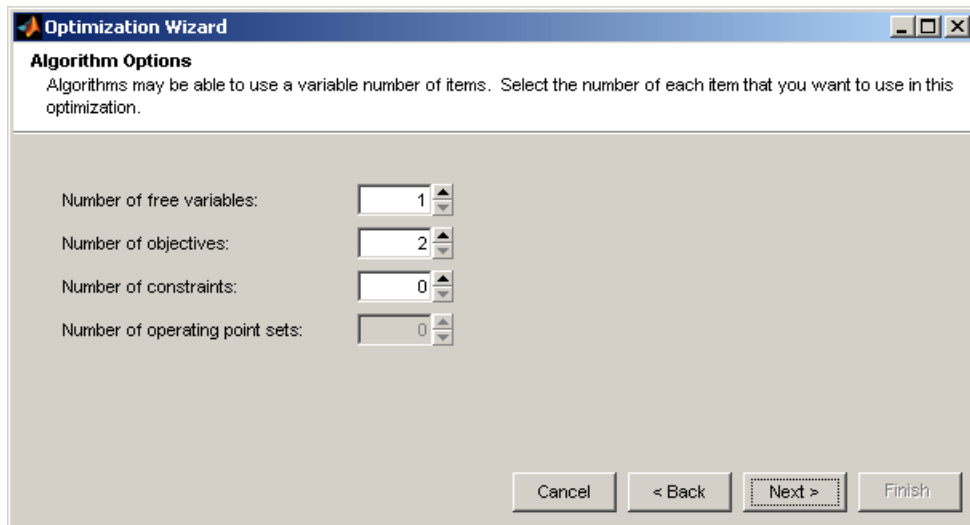 Optimization Wizard
Algorithm Options
Algorithms may be able to use a variable number of items. Select the number of each item that you want to use in this
optimization.
Number of free variables: 1
Number of objectives: 2
Number of constraints: 0
Number of operating point sets: 0
Cancel < Back Next > Finish